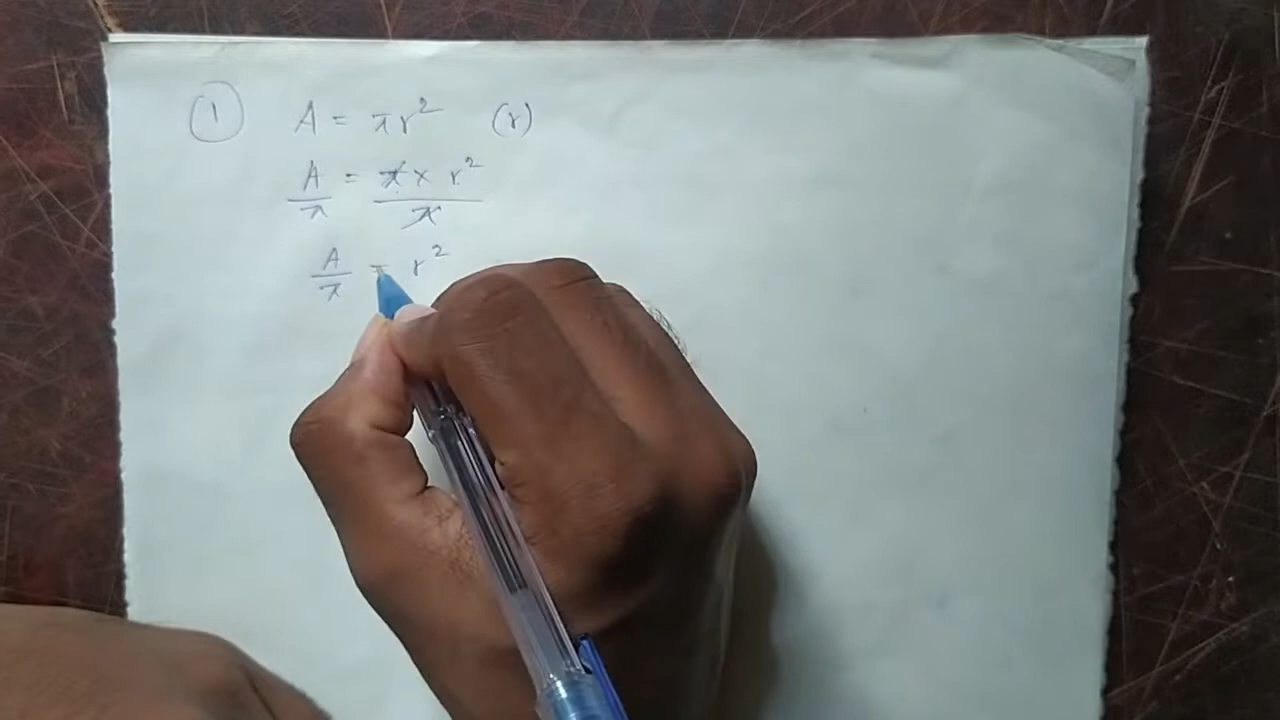 ① A = πr² (r)
A/π = π × r²/π
A/π = r²